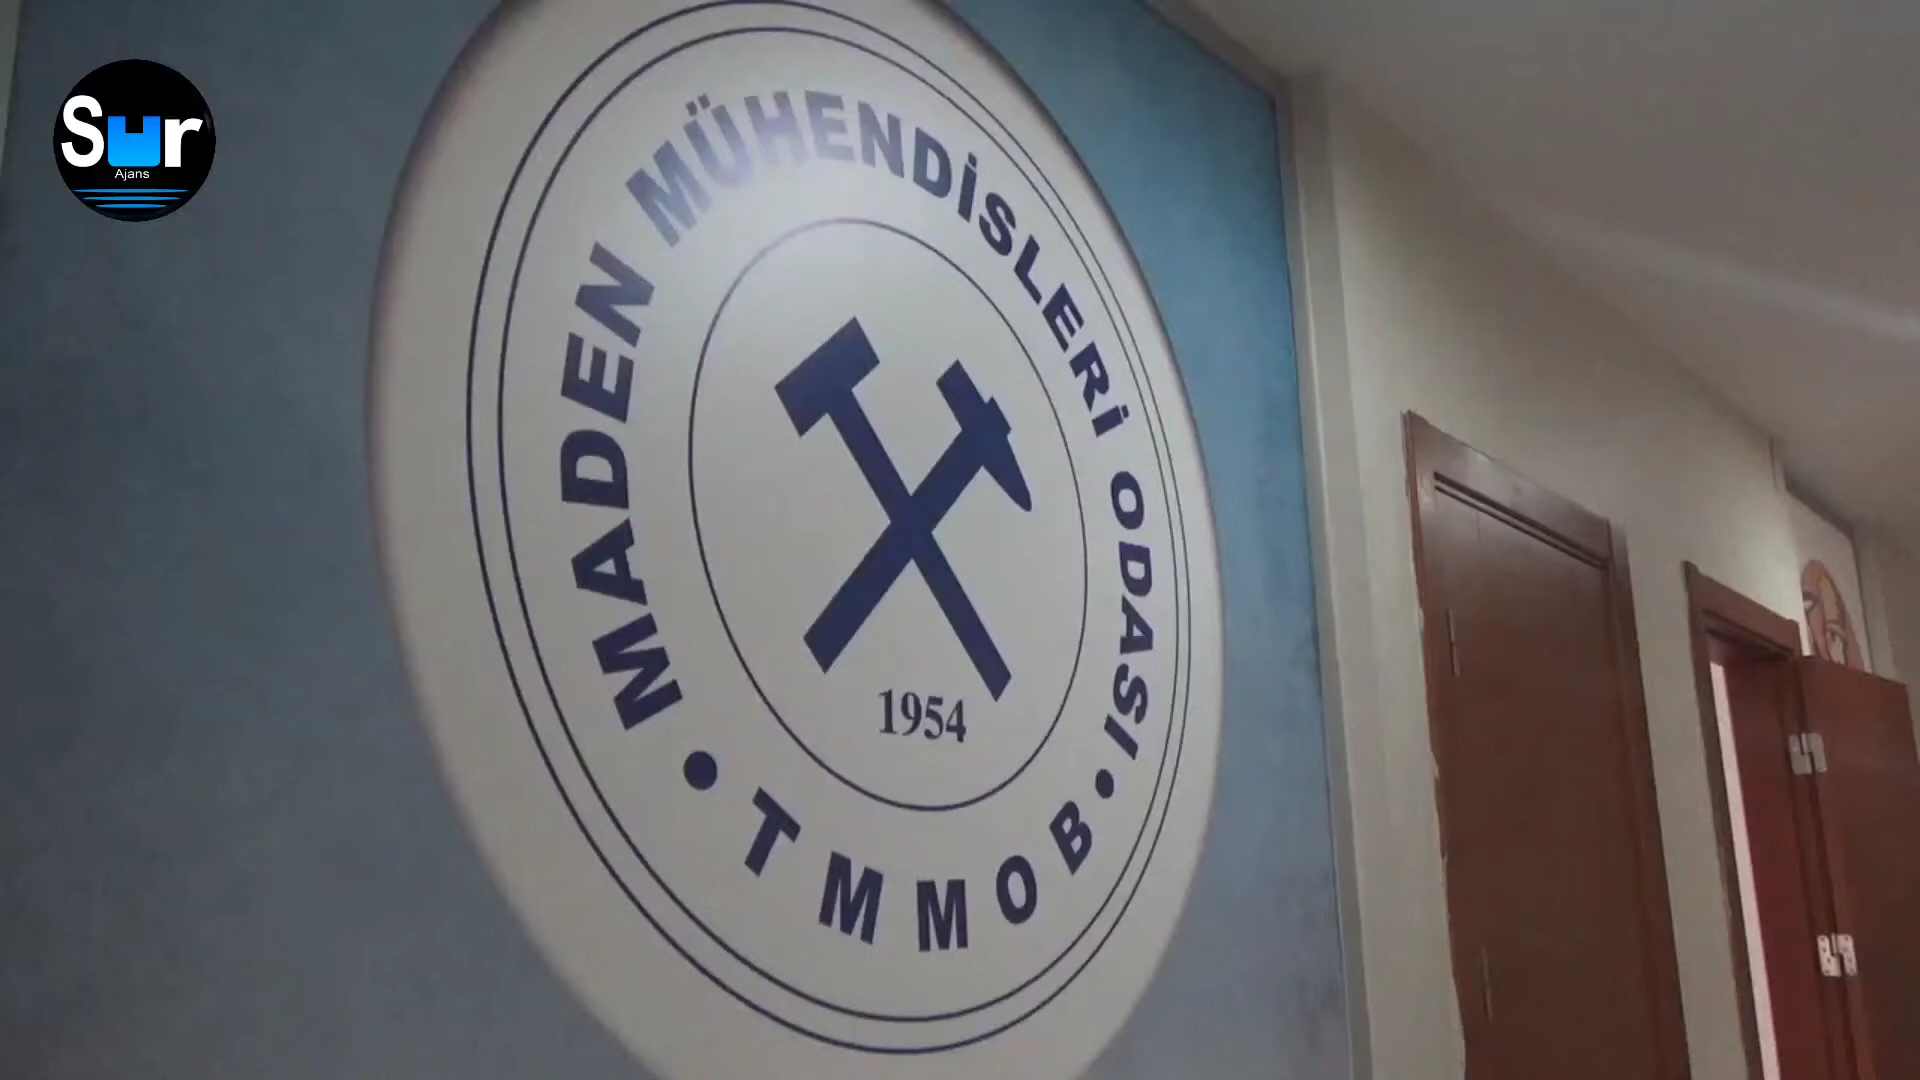 Sur
Ajans
MADEN MÜHENDİSLERİ ODASI
1954
• TMMOB •